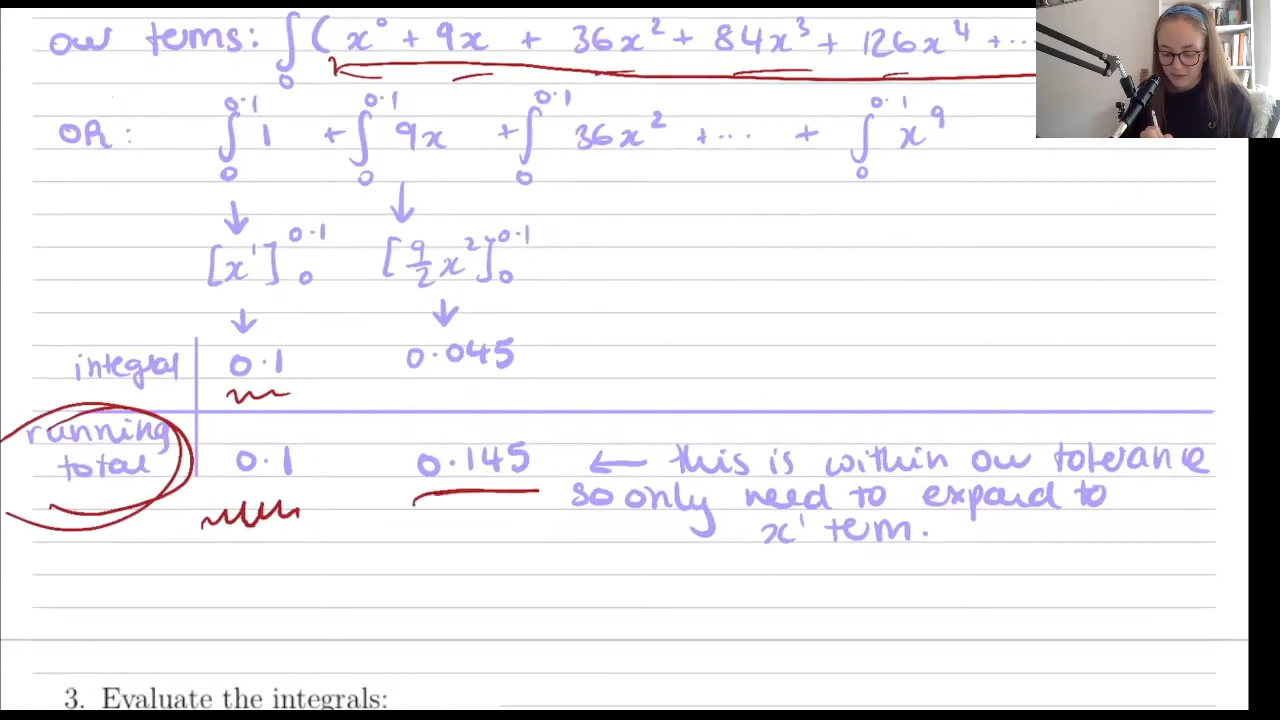 our terms: ∫₀ ( x⁰ + 9x + 36x² + 84x³ + 126x⁴ + ...
OR: ∫₀^0.1 1 + ∫₀^0.1 9x + ∫₀^0.1 36x² + ... + ∫₀^0.1 x⁹
[x¹]₀^0.1 [9/2 x²]₀^0.1
integral 0.1 0.045
running total 0.1 0.145 ← this is within our tolerance
so only need to expand to
x¹ term.
3. Evaluate the integrals: